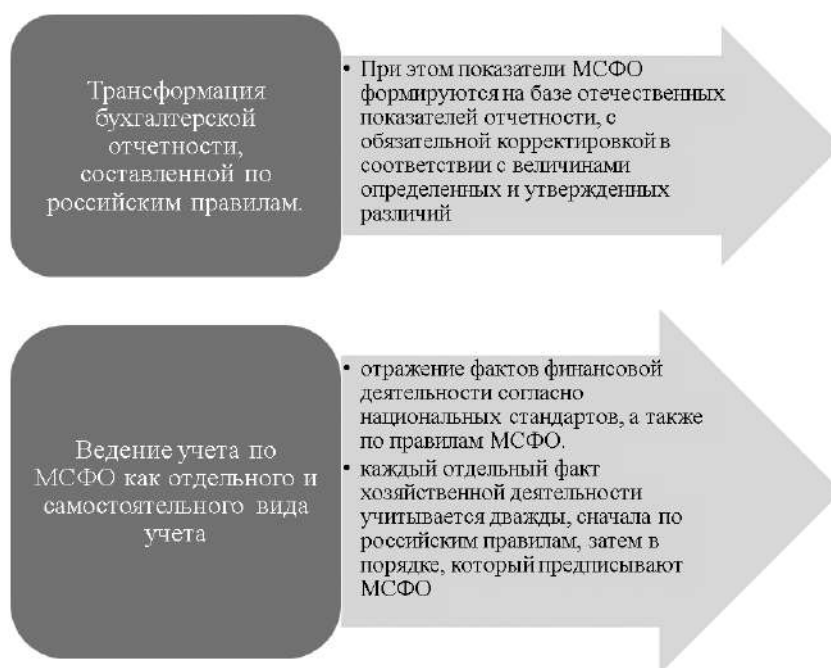 Трансформация
бухгалтерской
отчетности,
составленной по
российским правилам.
• При этом показатели МСФО
формируются на базе отечественных
показателей отчетности, с
обязательной корректировкой в
соответствии с величинами
определенных и утвержденных
различий
Ведение учета по
МСФО как отдельного и
самостоятельного вида
учета
• отражение фактов финансовой
деятельности согласно
национальных стандартов, а также
по правилам МСФО.
• каждый отдельный факт
хозяйственной деятельности
учитывается дважды, сначала по
российским правилам, затем в
порядке, который предписывают
МСФО